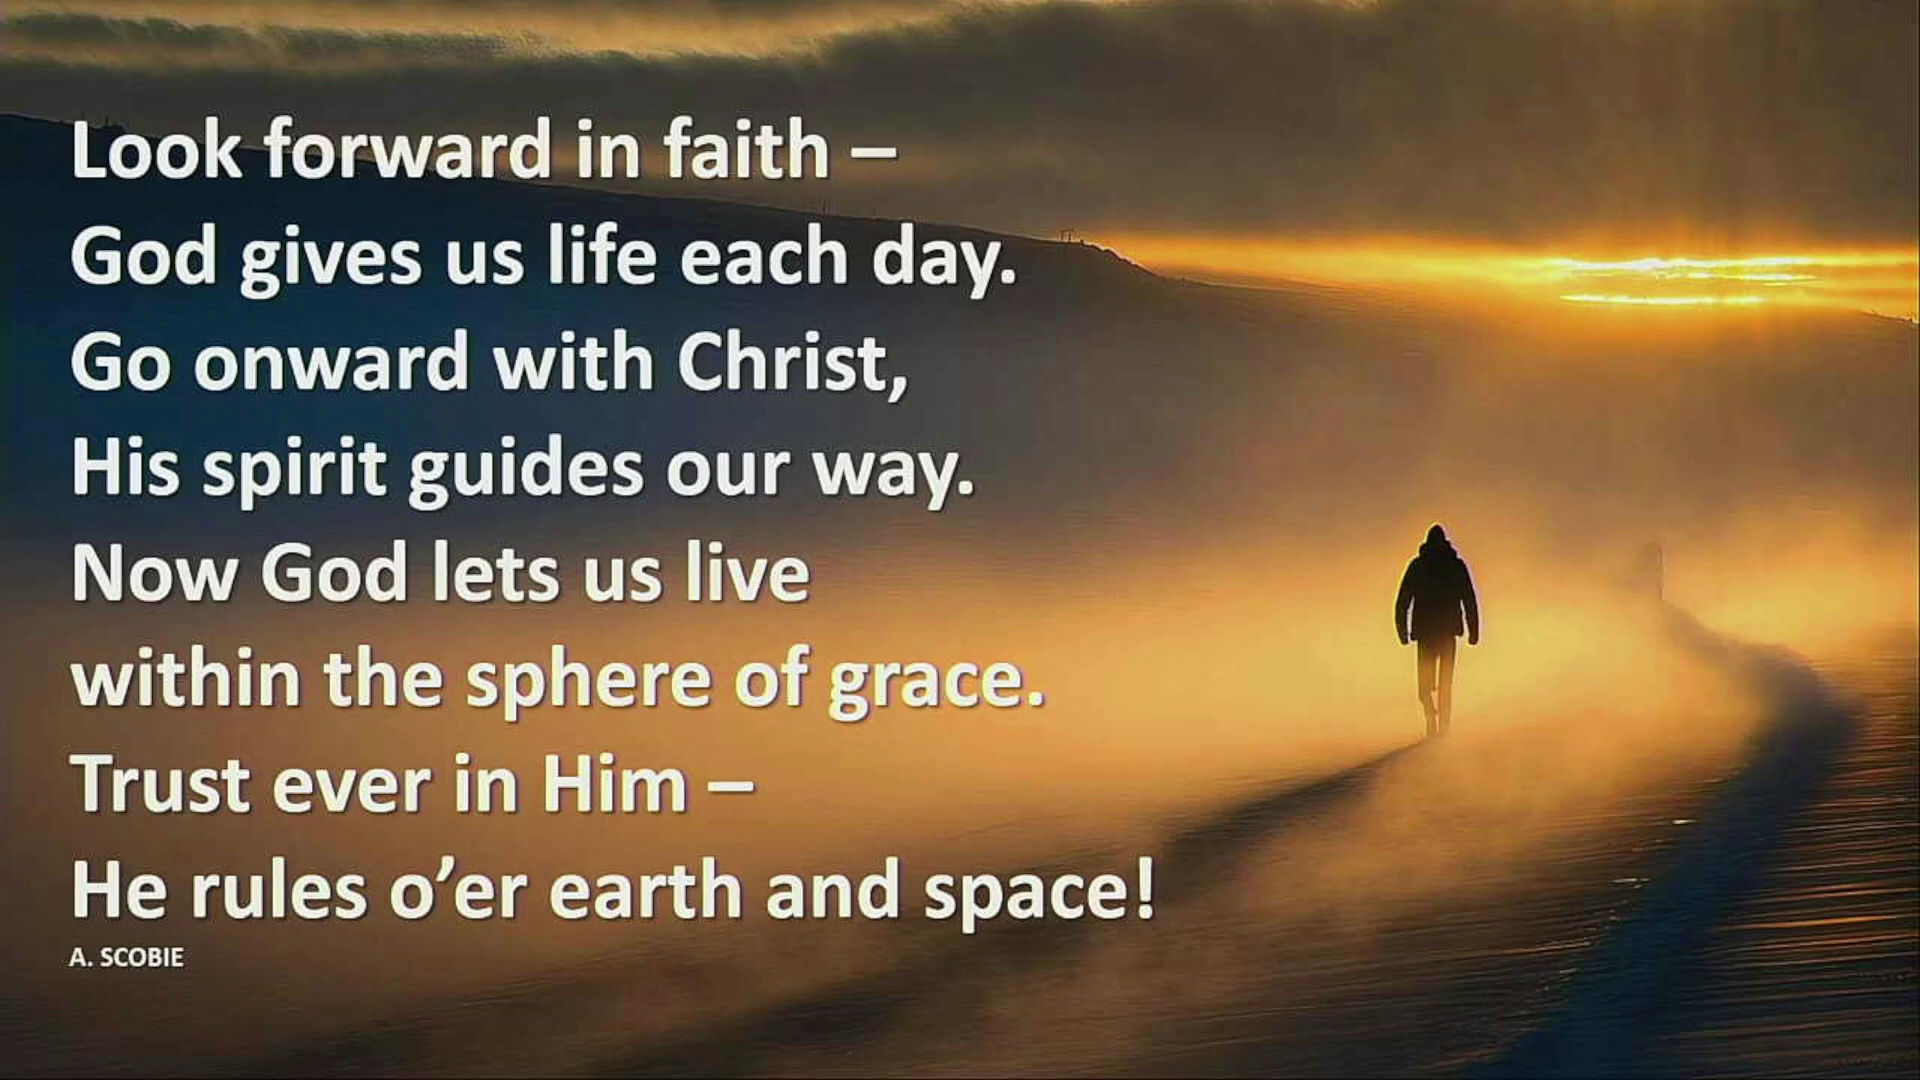 Look forward in faith –
God gives us life each day.
Go onward with Christ,
His spirit guides our way.
Now God lets us live
within the sphere of grace.
Trust ever in Him –
He rules o’er earth and space!
A. SCOBIE